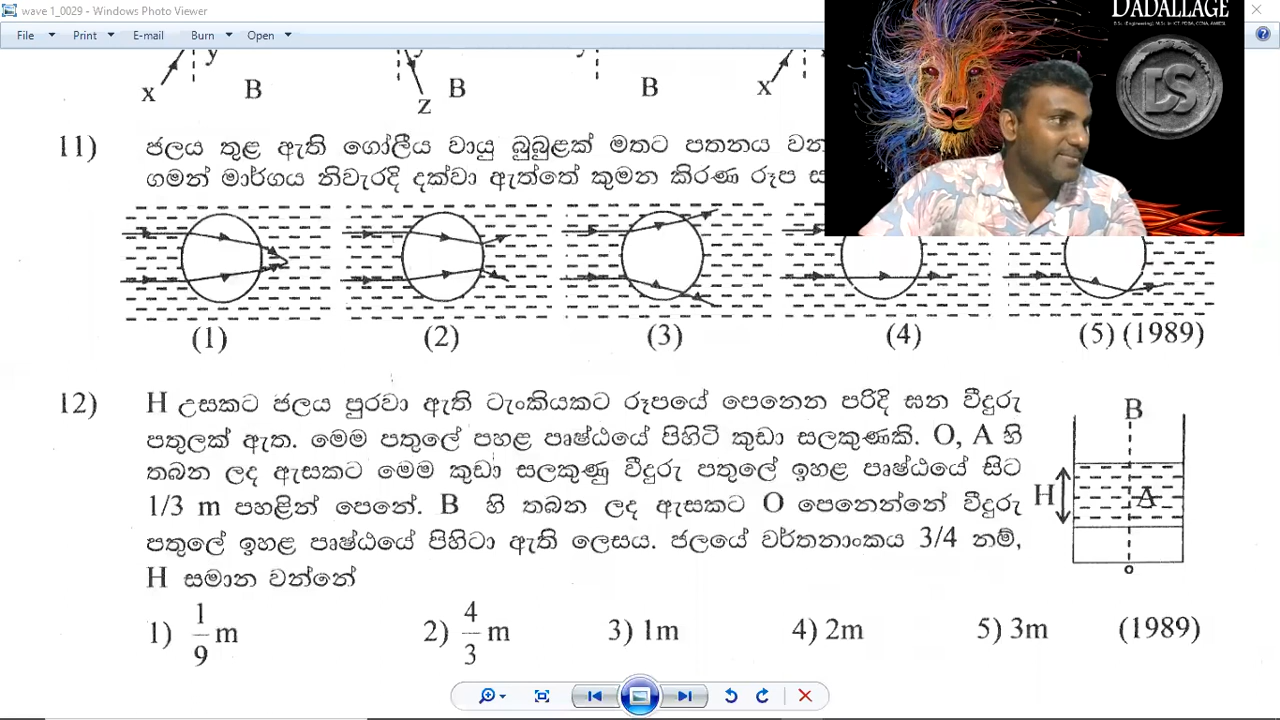 wave 1_0029 - Windows Photo Viewer
File Print E-mail Burn Open
DADALLAGE
DS
x y B
z B
B
x
11) ජලය තුළ ඇති ගෝලීය වායු බුබුළක් මතට පතනය වන
ගමන් මාර්ගය නිවැරදි දක්වා ඇත්තේ කුමන කිරණ රූප
(1) (2) (3) (4) (5) (1989)
12) H උසකට ජලය පුරවා ඇති ටැංකියකට රූපයේ පෙනෙන පරිදි ඝන වීදුරු
පතුලක් ඇත. මෙම පතුලේ පහළ පෘෂ්ඨයේ පිහිටි කුඩා සලකුණකි. O, A හි
තබන ලද ඇසකට මෙම කුඩා සලකුණු වීදුරු පතුලේ ඉහළ පෘෂ්ඨයේ සිට
1/3 m පහළින් පෙනේ. B හි තබන ලද ඇසකට O පෙනෙන්නේ වීදුරු
පතුලේ ඉහළ පෘෂ්ඨයේ පිහිටා ඇති ලෙසය. ජලයේ වර්තනාංකය 3/4 නම්,
H සමාන වන්නේ
B
H
A
o
1) 1/9 m 2) 4/3 m 3) 1m 4) 2m 5) 3m (1989)